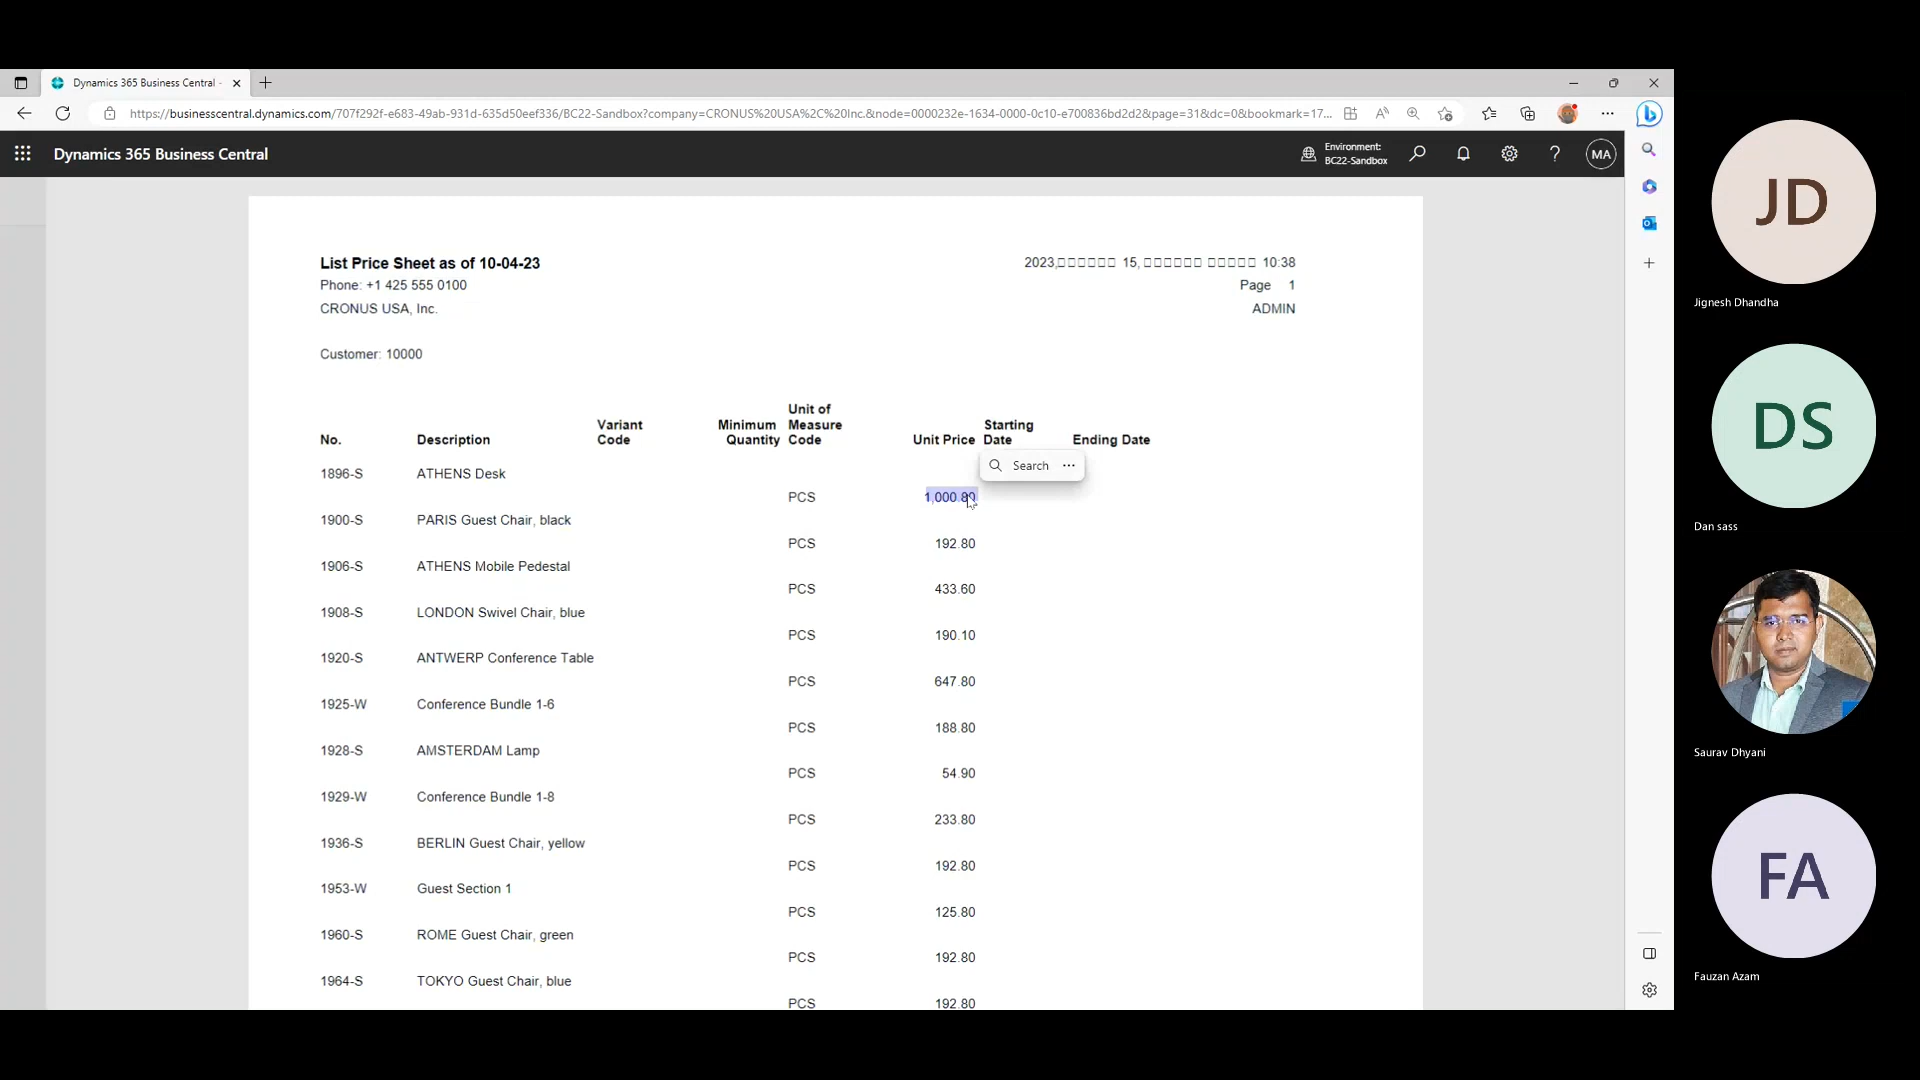 Dynamics 365 Business Central -
https://businesscentral.dynamics.com/707f292f-e683-49ab-931d-635d50eef336/BC22-Sandbox?company=CRONUS%20USA%2C%20Inc.&node=0000232e-1634-0000-0c10-e700836bd2d2&page=31&dc=0&bookmark=17...
Dynamics 365 Business Central
Environment:
BC22-Sandbox
MA
List Price Sheet as of 10-04-23
2023,□□□□□□ 15, □□□□□□ □□□□□ 10:38
Phone: +1 425 555 0100
Page 1
CRONUS USA, Inc.
ADMIN
Customer: 10000
No. Description Variant Code Minimum Quantity Unit of Measure Code Unit Price Starting Date Ending Date
Search
1896-S ATHENS Desk
PCS 1,000.80
1900-S PARIS Guest Chair, black
PCS 192.80
1906-S ATHENS Mobile Pedestal
PCS 433.60
1908-S LONDON Swivel Chair, blue
PCS 190.10
1920-S ANTWERP Conference Table
PCS 647.80
1925-W Conference Bundle 1-6
PCS 188.80
1928-S AMSTERDAM Lamp
PCS 54.90
1929-W Conference Bundle 1-8
PCS 233.80
1936-S BERLIN Guest Chair, yellow
PCS 192.80
1953-W Guest Section 1
PCS 125.80
1960-S ROME Guest Chair, green
PCS 192.80
1964-S TOKYO Guest Chair, blue
PCS 192.80
JD
Jignesh Dhandha
DS
Dan sass
Saurav Dhyani
FA
Fauzan Azam